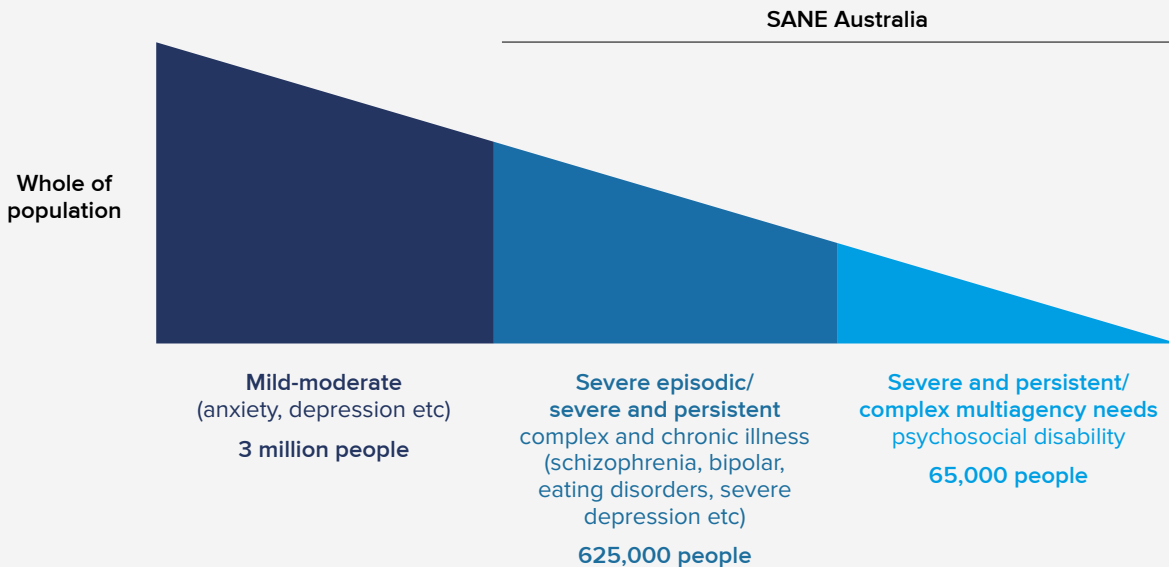 SANE Australia
Whole of
population
Mild-moderate
(anxiety, depression etc)
3 million people
Severe episodic/
severe and persistent
complex and chronic illness
(schizophrenia, bipolar,
eating disorders, severe
depression etc)
625,000 people
Severe and persistent/
complex multiagency needs
psychosocial disability
65,000 people